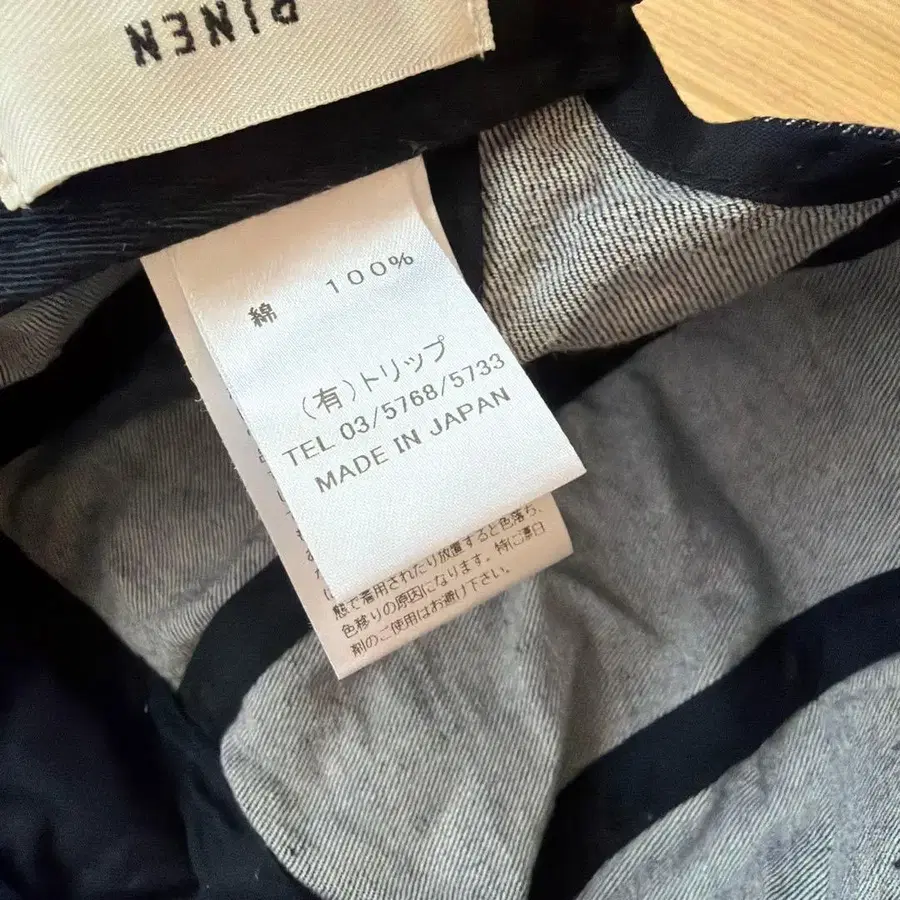 RINEN
綿 100%
(有)トリップ
TEL 03/5768/5733
MADE IN JAPAN
態で着用されたり放置すると色落ち、
色移りの原因になります。特に漂白
剤のご使用はお避け下さい。